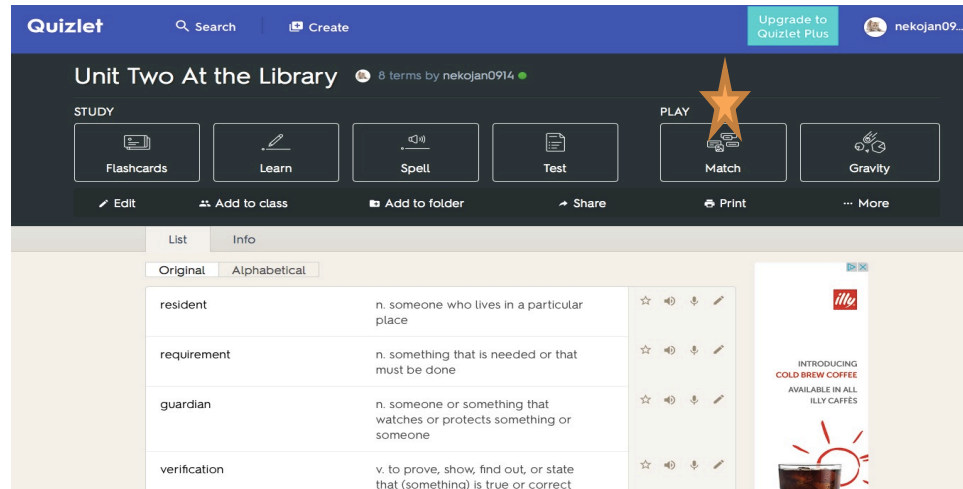 Quizlet
Search
Create
Upgrade to
Quizlet Plus
nekojan09...
Unit Two At the Library
8 terms by nekojan0914
STUDY
PLAY
Flashcards
Learn
Spell
Test
Match
Gravity
Edit
Add to class
Add to folder
Share
Print
... More
List
Info
Original
Alphabetical
resident
n. someone who lives in a particular
place
requirement
n. something that is needed or that
must be done
guardian
n. someone or something that
watches or protects something or
someone
verification
v. to prove, show, find out, or state
that (something) is true or correct
illy
INTRODUCING
COLD BREW COFFEE
AVAILABLE IN ALL
ILLY CAFFÈS